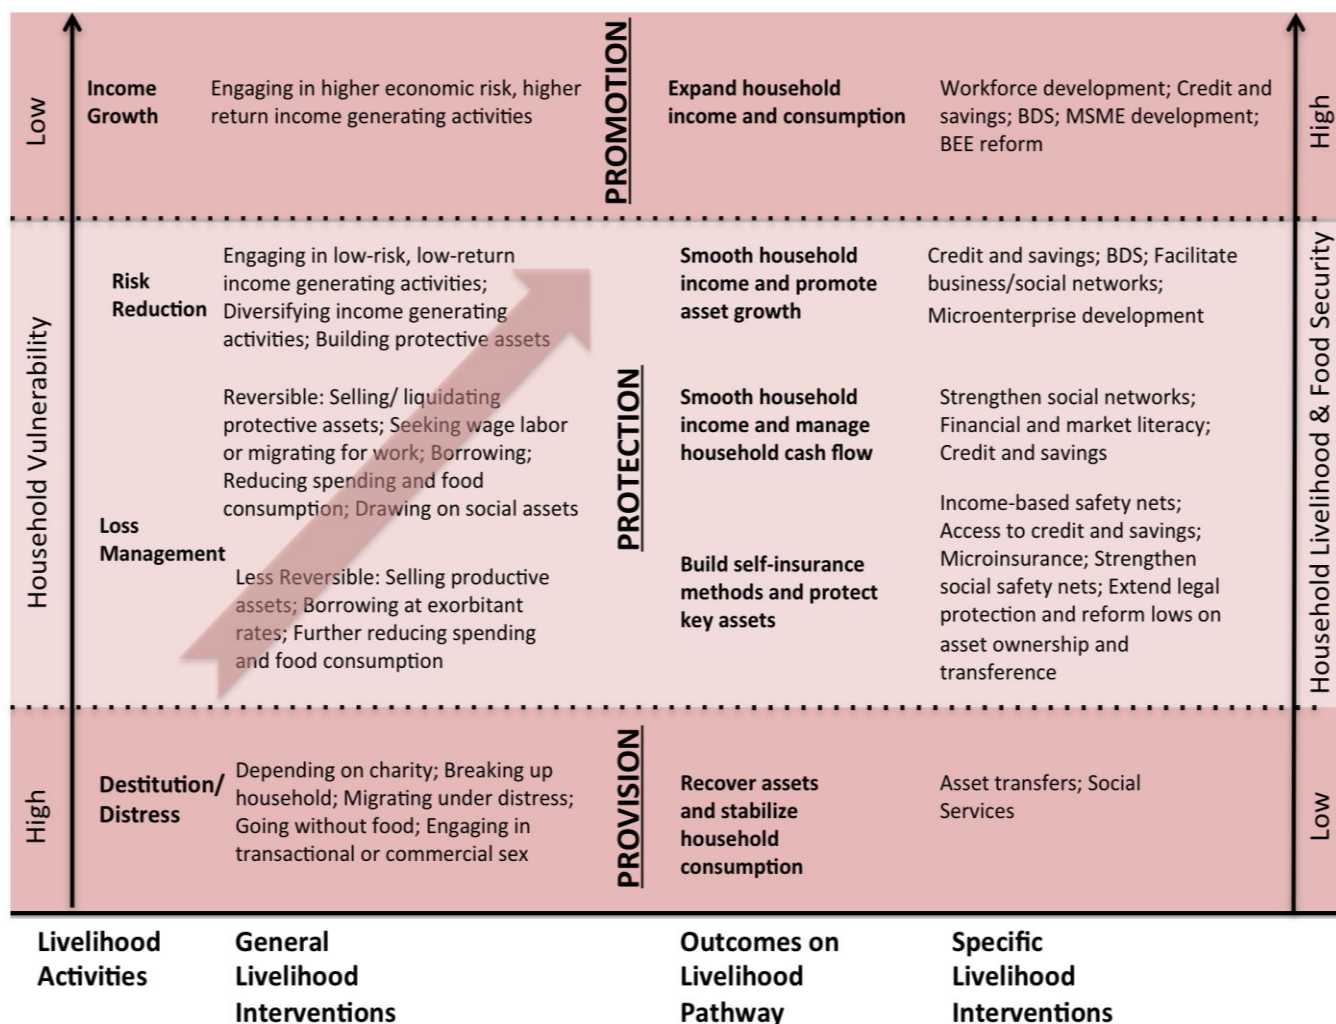 Low
Income
Growth
Engaging in higher economic risk, higher
return income generating activities
PROMOTION
Expand household
income and consumption
Workforce development; Credit and
savings; BDS; MSME development;
BEE reform
High
Household Vulnerability
Risk
Reduction
Engaging in low-risk, low-return
income generating activities;
Diversifying income generating
activities; Building protective assets
Loss
Management
Reversible: Selling/ liquidating
protective assets; Seeking wage labor
or migrating for work; Borrowing;
Reducing spending and food
consumption; Drawing on social assets
Less Reversible: Selling productive
assets; Borrowing at exorbitant
rates; Further reducing spending
and food consumption
PROTECTION
Smooth household
income and promote
asset growth
Credit and savings; BDS; Facilitate
business/social networks;
Microenterprise development
Smooth household
income and manage
household cash flow
Strengthen social networks;
Financial and market literacy;
Credit and savings
Build self-insurance
methods and protect
key assets
Income-based safety nets;
Access to credit and savings;
Microinsurance; Strengthen
social safety nets; Extend legal
protection and reform lows on
asset ownership and
transference
Household Livelihood & Food Security
High
Destitution/
Distress
Depending on charity; Breaking up
household; Migrating under distress;
Going without food; Engaging in
transactional or commercial sex
PROVISION
Recover assets
and stabilize
household
consumption
Asset transfers; Social
Services
Low
Livelihood
Activities
General
Livelihood
Interventions
Outcomes on
Livelihood
Pathway
Specific
Livelihood
Interventions